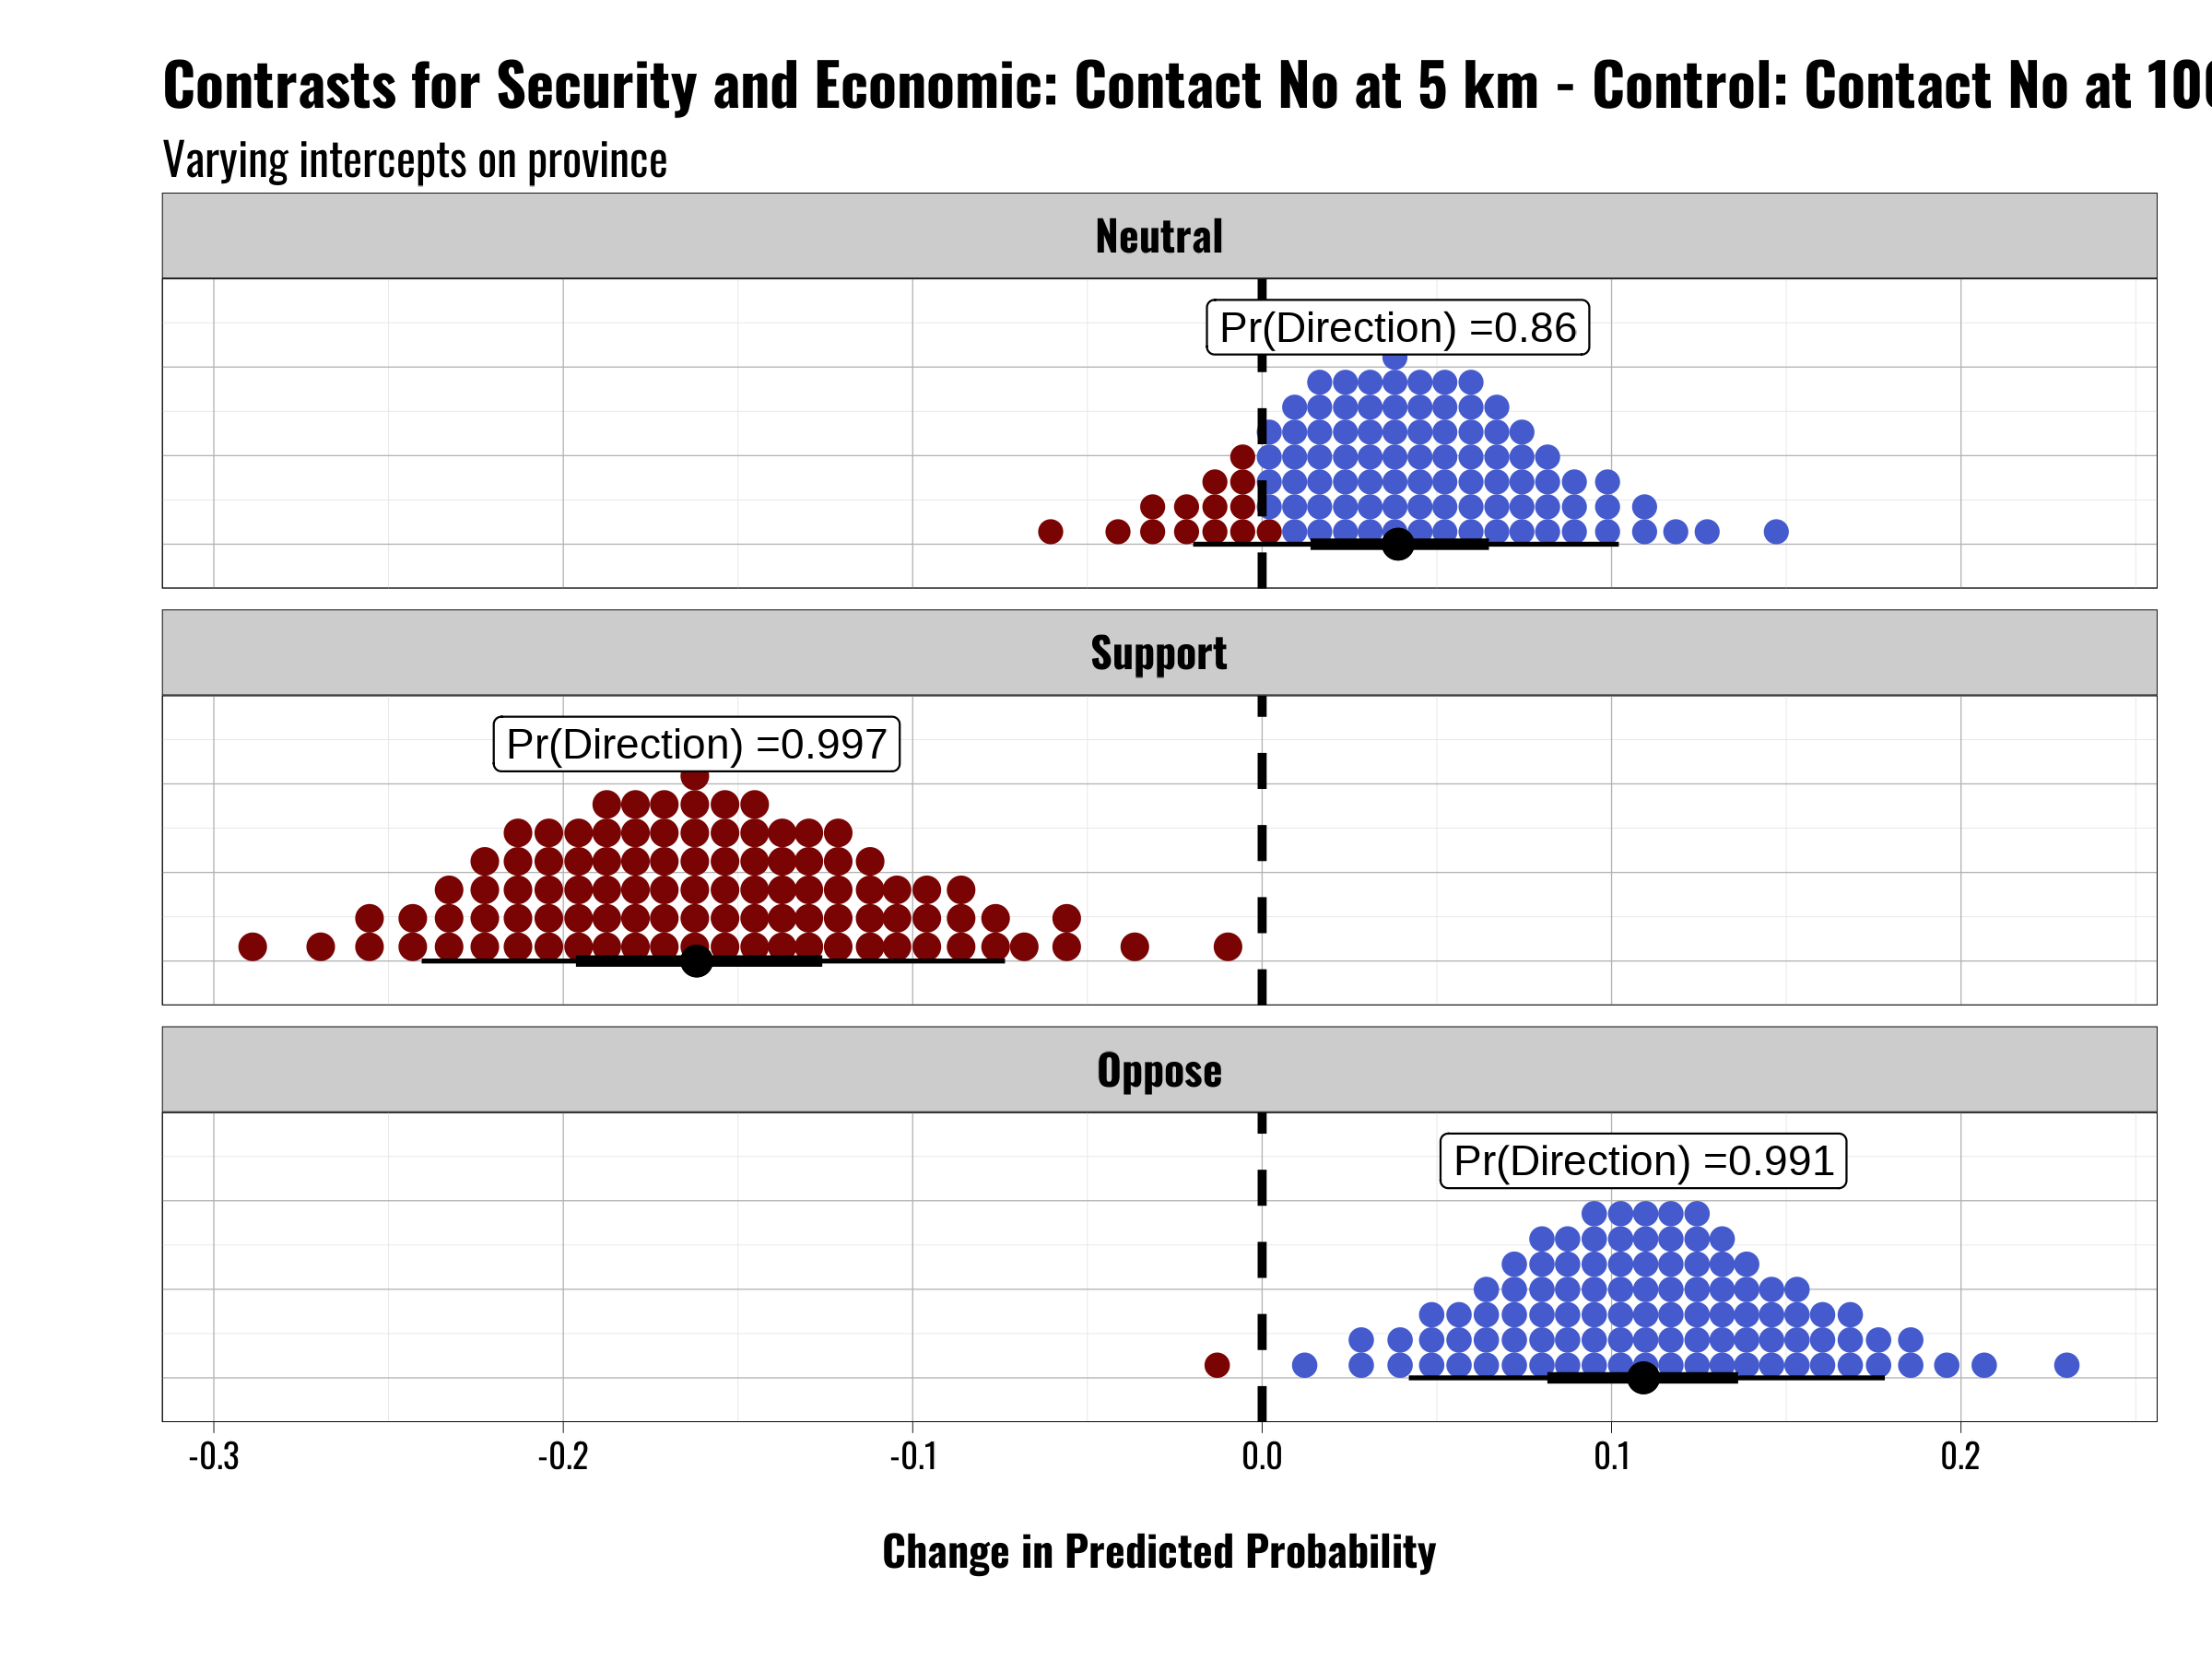 Contrasts for Security and Economic: Contact No at 5 km - Control: Contact No at 10
Varying intercepts on province
Neutral
Pr(Direction) =0.86
Support
Pr(Direction) =0.997
Oppose
Pr(Direction) =0.991
-0.3 -0.2 -0.1 0.0 0.1 0.2
Change in Predicted Probability